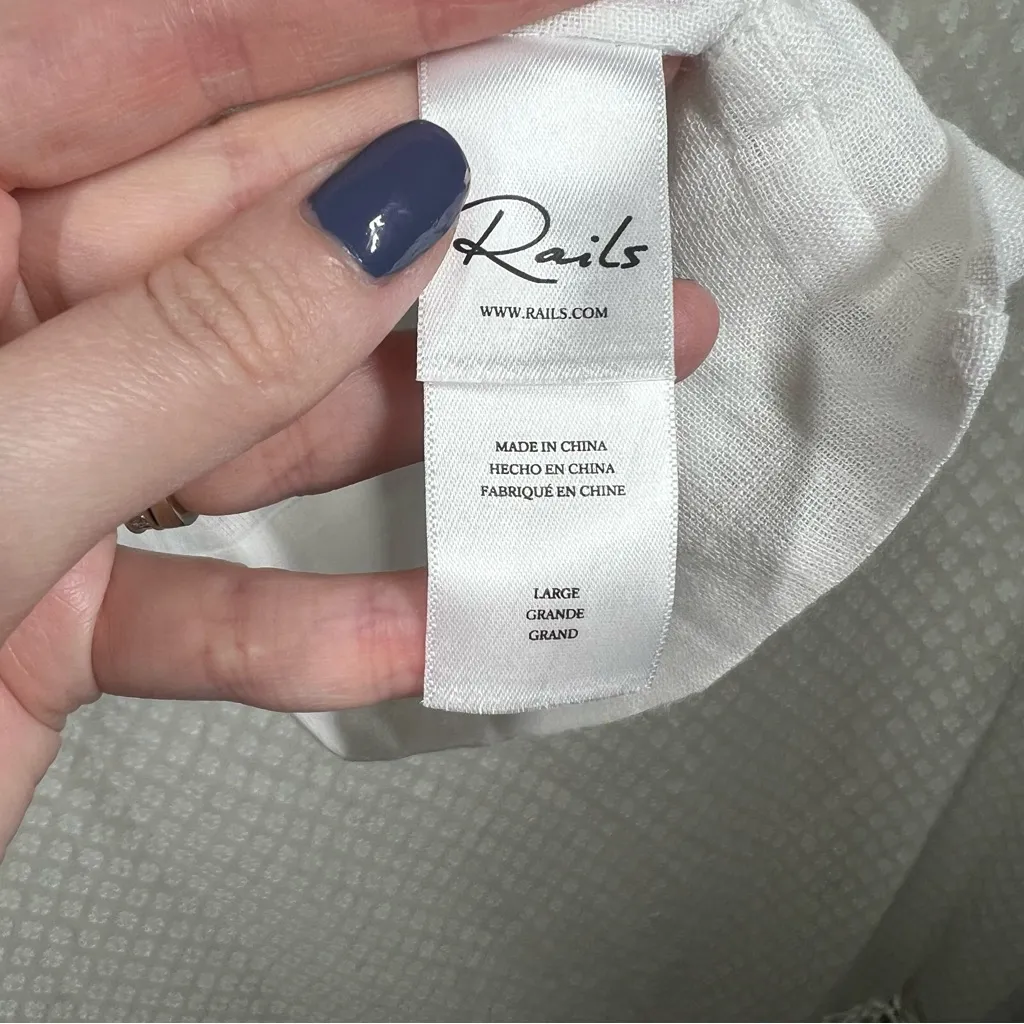 Rails
WWW.RAILS.COM
MADE IN CHINA
HECHO EN CHINA
FABRIQUÉ EN CHINE
LARGE
GRANDE
GRAND